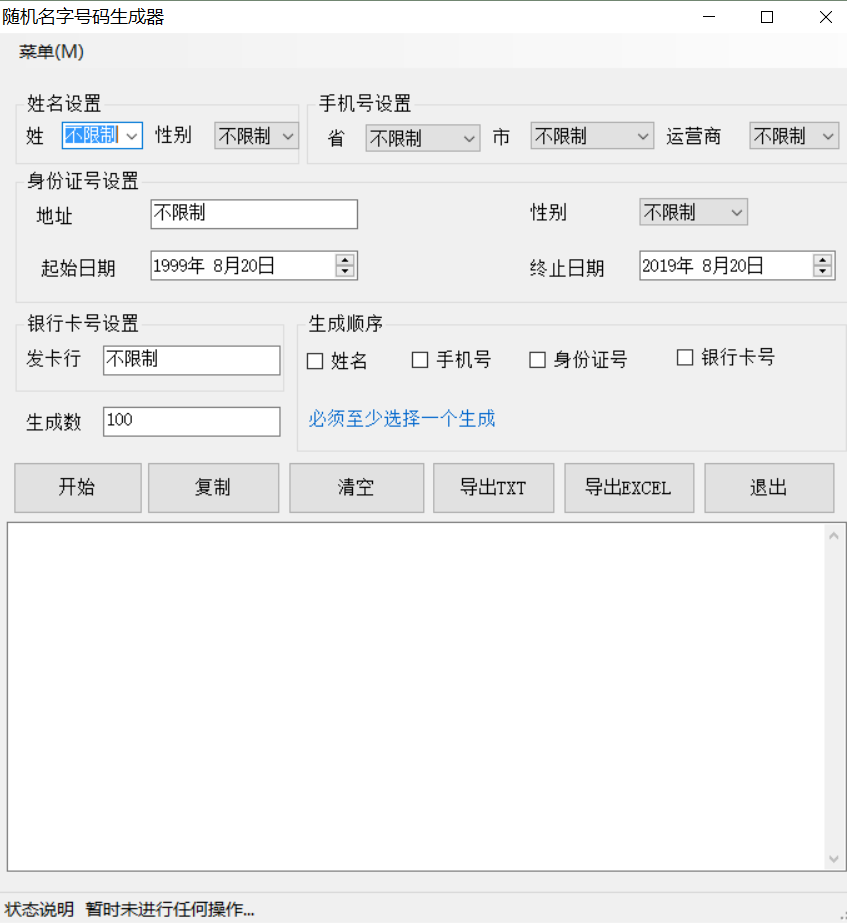 随机名字号码生成器
菜单(M)
姓名设置 手机号设置
姓 不限制 性别 不限制 省 不限制 市 不限制 运营商 不限制
身份证号设置
地址 不限制 性别 不限制
起始日期 1999年 8月20日 终止日期 2019年 8月20日
银行卡号设置 生成顺序
发卡行 不限制 姓名 手机号 身份证号 银行卡号
生成数 100 必须至少选择一个生成
开始 复制 清空 导出TXT 导出EXCEL 退出
状态说明 暂时未进行任何操作...